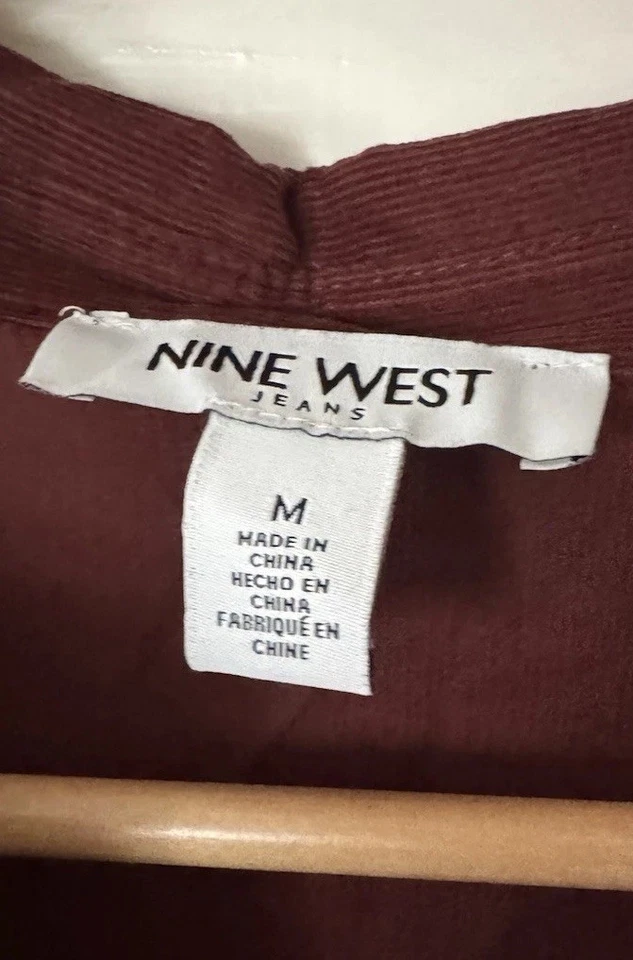 NINE WEST
JEANS
M
MADE IN
CHINA
HECHO EN
CHINA
FABRIQUÉ EN
CHINE